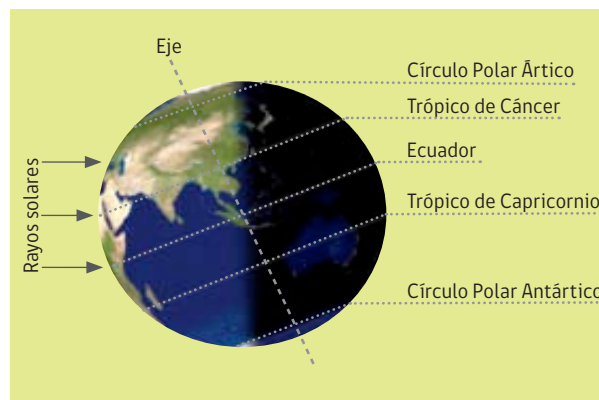 Eje
Círculo Polar Ártico
Trópico de Cáncer
Ecuador
Trópico de Capricornio
Círculo Polar Antártico
Rayos solares